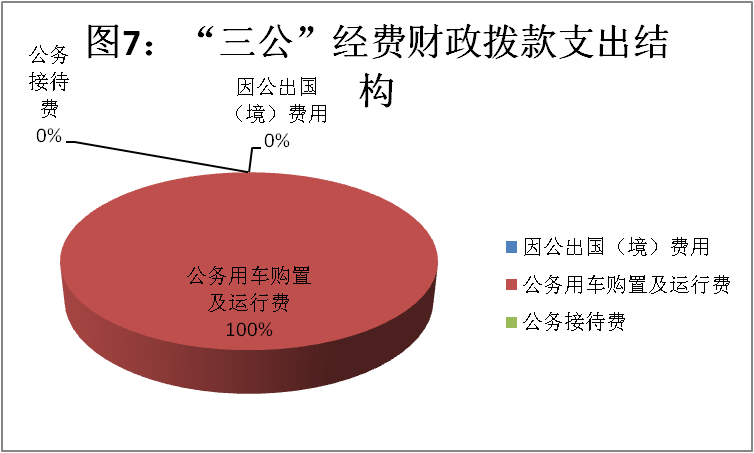 图7：“三公”经费财政拨款支出结
构
公务
接待
费
0%
因公出国
（境）费用
0%
公务用车购置
及运行费
100%
因公出国（境）费用
公务用车购置及运行费
公务接待费